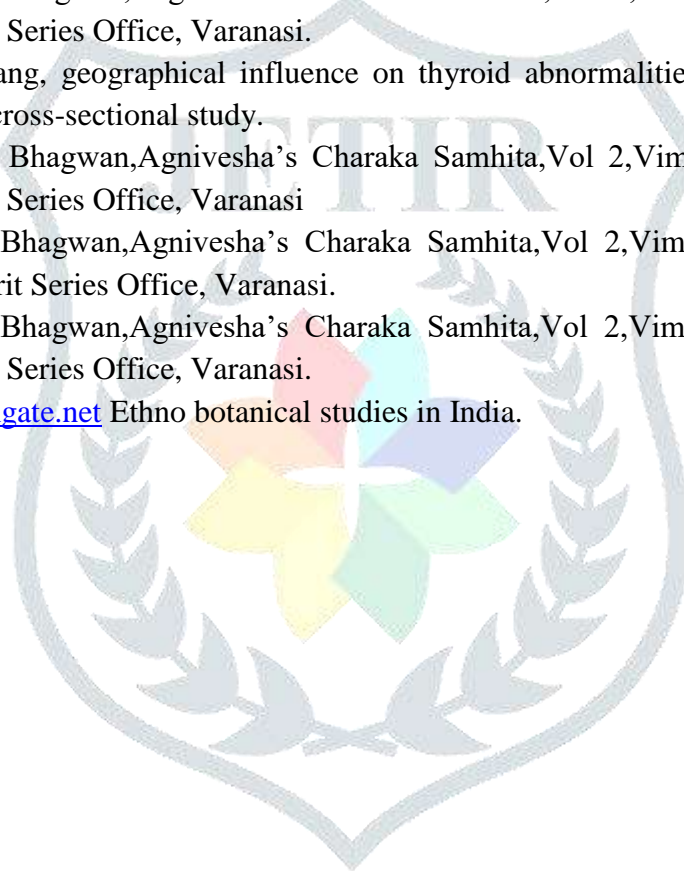 Series Office, Varanasi.
ang, geographical influence on thyroid abnormalitie
cross-sectional study.
Bhagwan,Agnivesha’s Charaka Samhita,Vol 2,Vim
Series Office, Varanasi
Bhagwan,Agnivesha’s Charaka Samhita,Vol 2,Vim
rit Series Office, Varanasi.
Bhagwan,Agnivesha’s Charaka Samhita,Vol 2,Vim
Series Office, Varanasi.
gate.net Ethno botanical studies in India.
JETIR